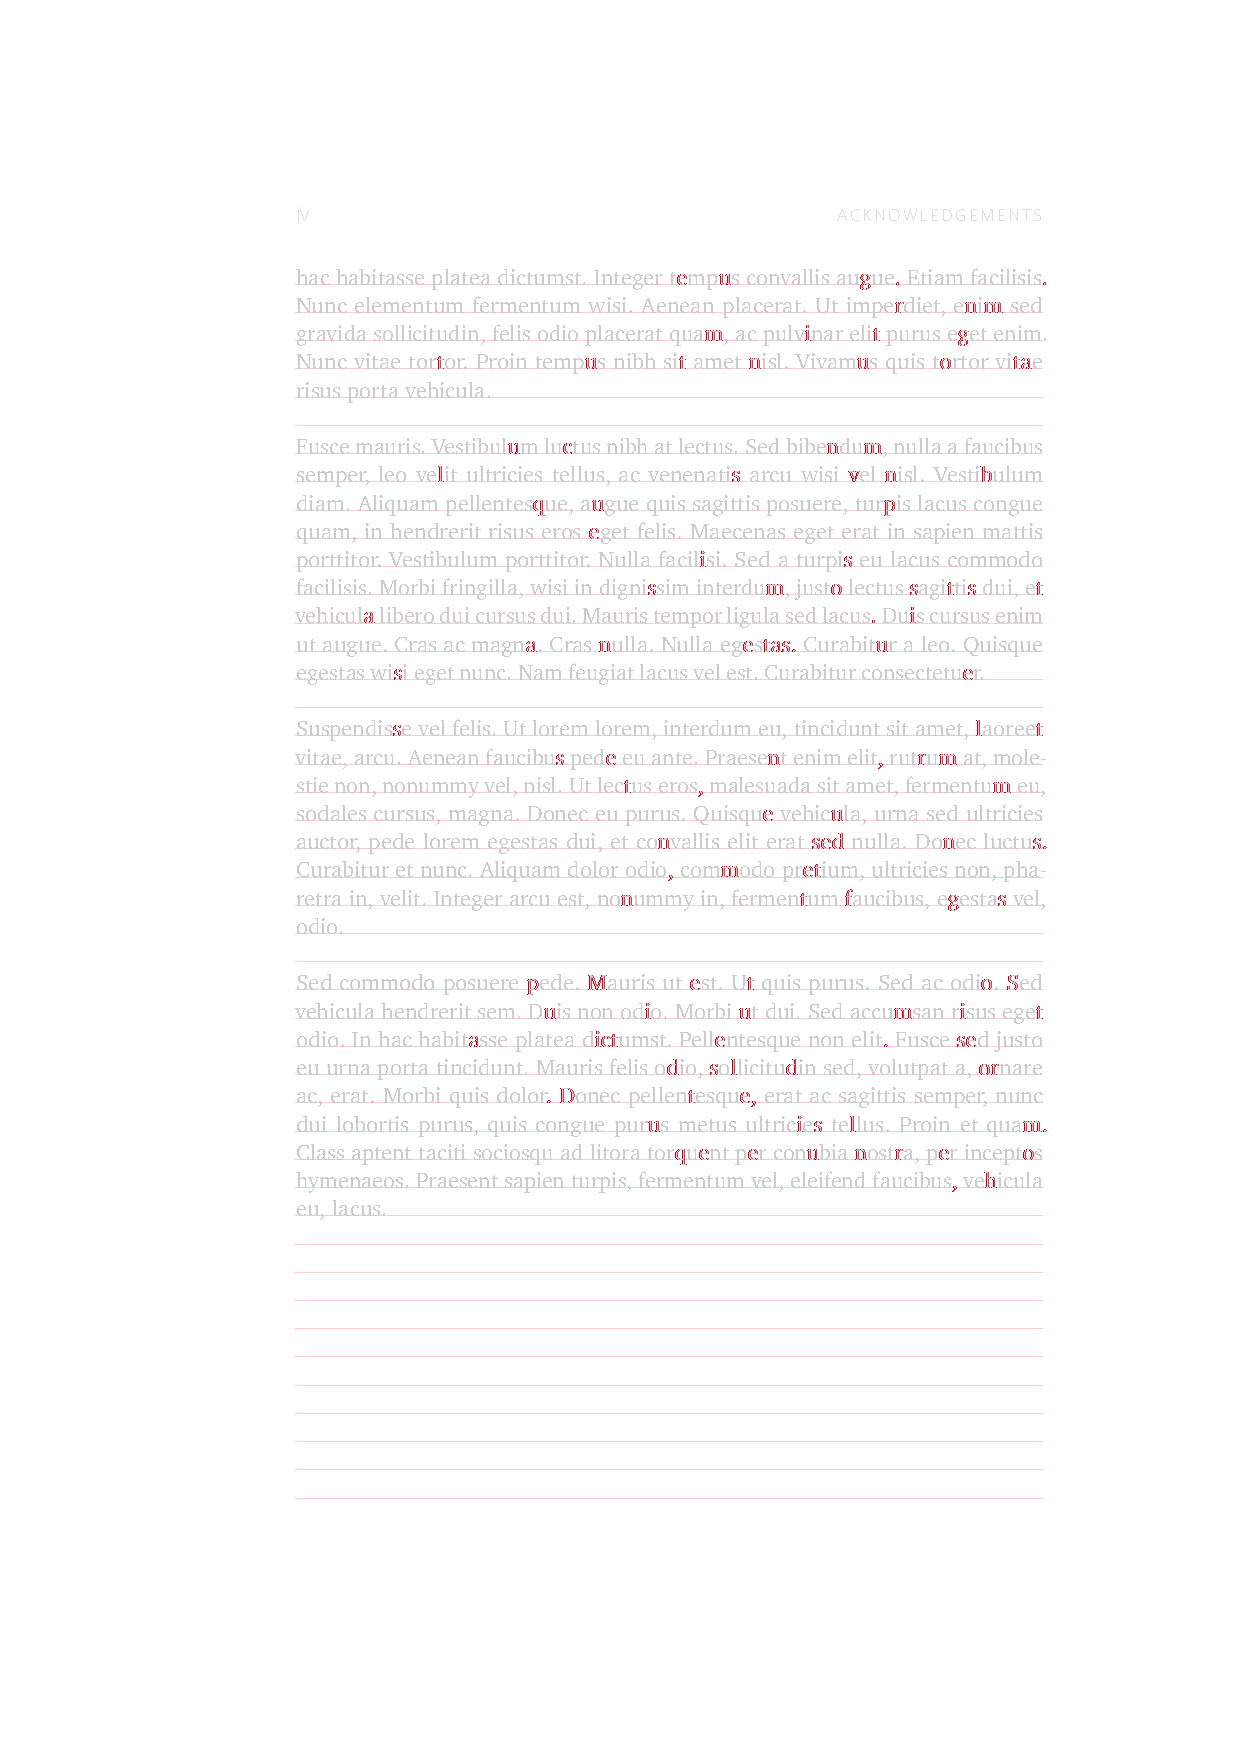 iv ACKNOWLEDGEMENTS
hac habitasse platea dictumst. Integer tempus convallis augue. Etiam facilisis.
Nunc elementum fermentum wisi. Aenean placerat. Ut imperdiet, enim sed
gravida sollicitudin, felis odio placerat quam, ac pulvinar elit purus eget enim.
Nunc vitae tortor. Proin tempus nibh sit amet nisl. Vivamus quis tortor vitae
risus porta vehicula.
Fusce mauris. Vestibulum luctus nibh at lectus. Sed bibendum, nulla a faucibus
semper, leo velit ultricies tellus, ac venenatis arcu wisi vel nisl. Vestibulum
diam. Aliquam pellentesque, augue quis sagittis posuere, turpis lacus congue
quam, in hendrerit risus eros eget felis. Maecenas eget erat in sapien mattis
porttitor. Vestibulum porttitor. Nulla facilisi. Sed a turpis eu lacus commodo
facilisis. Morbi fringilla, wisi in dignissim interdum, justo lectus sagittis dui, et
vehicula libero dui cursus dui. Mauris tempor ligula sed lacus. Duis cursus enim
ut augue. Cras ac magna. Cras nulla. Nulla egestas. Curabitur a leo. Quisque
egestas wisi eget nunc. Nam feugiat lacus vel est. Curabitur consectetuer.
Suspendisse vel felis. Ut lorem lorem, interdum eu, tincidunt sit amet, laoreet
vitae, arcu. Aenean faucibus pede eu ante. Praesent enim elit, rutrum at, mole-
stie non, nonummy vel, nisl. Ut lectus eros, malesuada sit amet, fermentum eu,
sodales cursus, magna. Donec eu purus. Quisque vehicula, urna sed ultricies
auctor, pede lorem egestas dui, et convallis elit erat sed nulla. Donec luctus.
Curabitur et nunc. Aliquam dolor odio, commodo pretium, ultricies non, pha-
retra in, velit. Integer arcu est, nonummy in, fermentum faucibus, egestas vel,
odio.
Sed commodo posuere pede. Mauris ut est. Ut quis purus. Sed ac odio. Sed
vehicula hendrerit sem. Duis non odio. Morbi ut dui. Sed accumsan risus eget
odio. In hac habitasse platea dictumst. Pellentesque non elit. Fusce sed justo
eu urna porta tincidunt. Mauris felis odio, sollicitudin sed, volutpat a, ornare
ac, erat. Morbi quis dolor. Donec pellentesque, erat ac sagittis semper, nunc
dui lobortis purus, quis congue purus metus ultricies tellus. Proin et quam.
Class aptent taciti sociosqu ad litora torquent per conubia nostra, per inceptos
hymenaeos. Praesent sapien turpis, fermentum vel, eleifend faucibus, vehicula
eu, lacus.